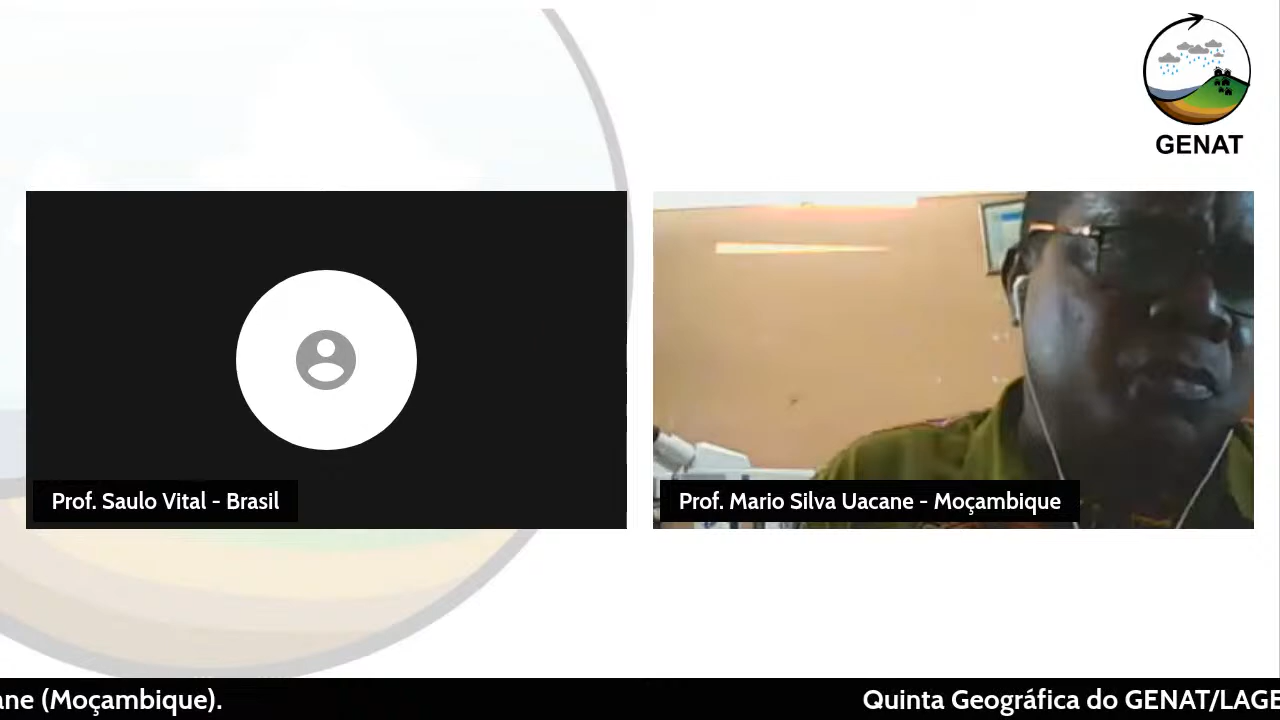 GENAT
Prof. Saulo Vital - Brasil
Prof. Mario Silva Uacane - Moçambique
ane (Moçambique).
Quinta Geográfica do GENAT/LAGE